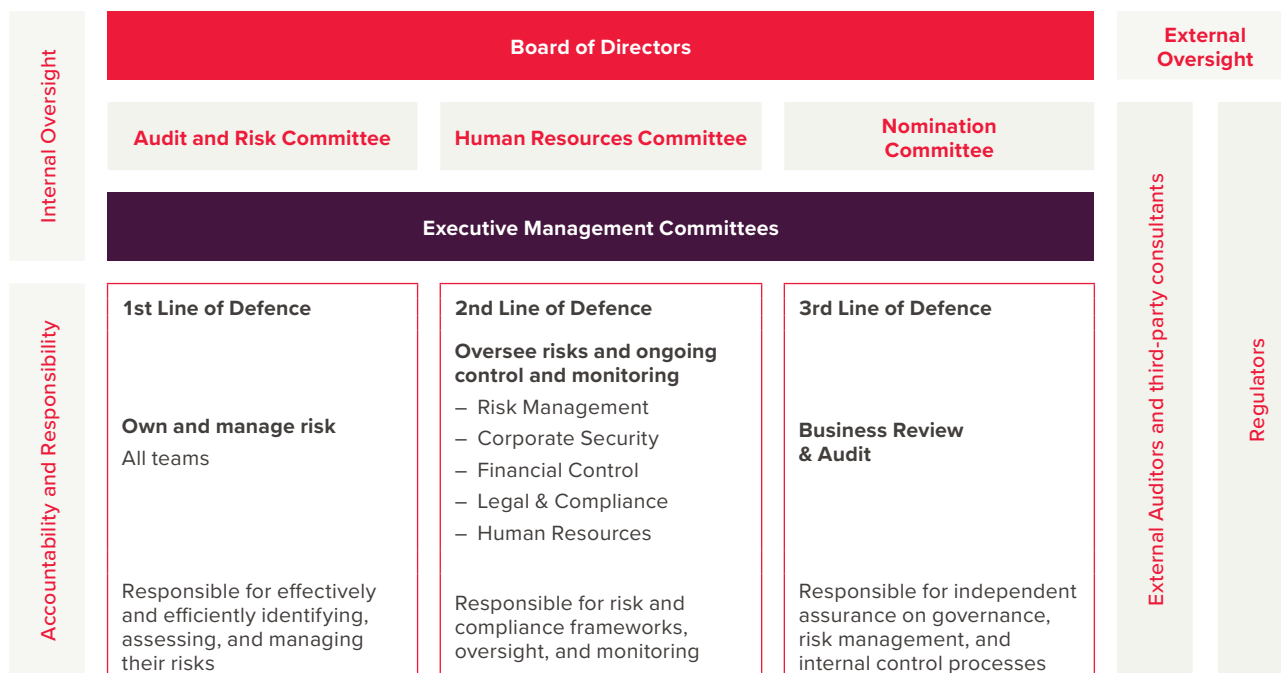 Internal Oversight
Board of Directors
External
Oversight
Audit and Risk Committee
Human Resources Committee
Nomination
Committee
Executive Management Committees
Accountability and Responsibility
1st Line of Defence
Own and manage risk
All teams
Responsible for effectively
and efficiently identifying,
assessing, and managing
their risks
2nd Line of Defence
Oversee risks and ongoing
control and monitoring
– Risk Management
– Corporate Security
– Financial Control
– Legal & Compliance
– Human Resources
Responsible for risk and
compliance frameworks,
oversight, and monitoring
3rd Line of Defence
Business Review
& Audit
Responsible for independent
assurance on governance,
risk management, and
internal control processes
External Auditors and third-party consultants
Regulators